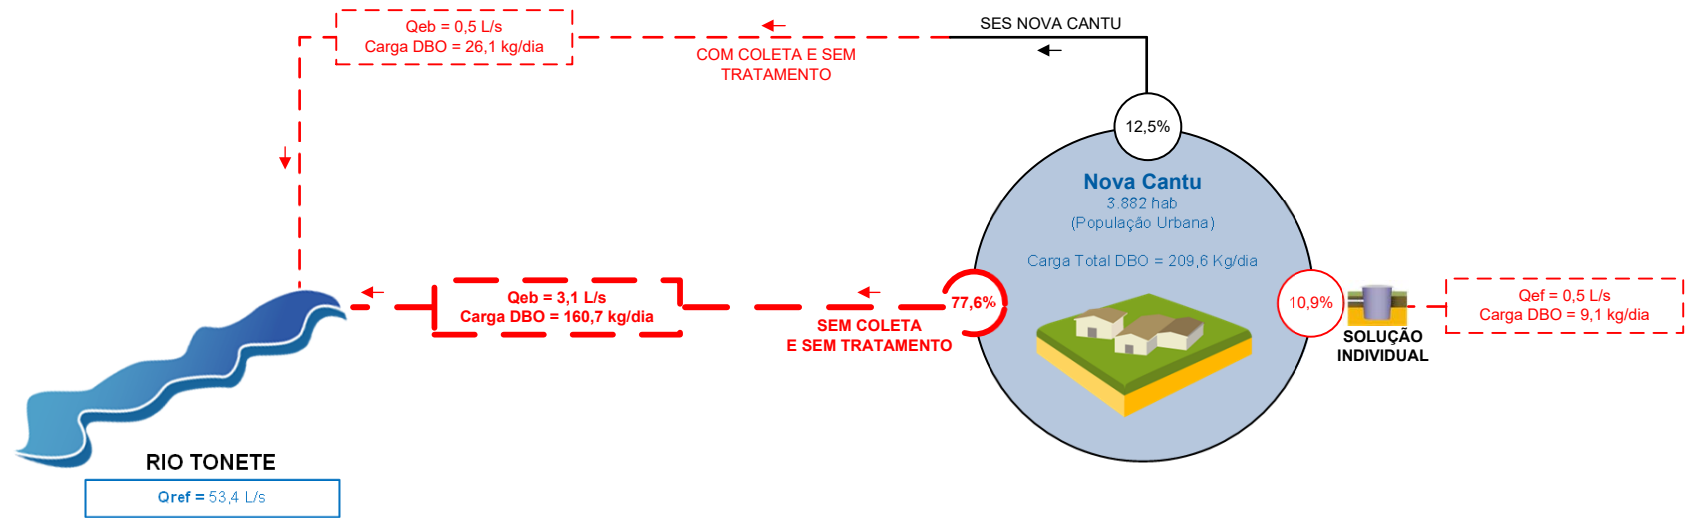 Qeb = 0,5 L/s
Carga DBO = 26,1 kg/dia
COM COLETA E SEM
TRATAMENTO
SES NOVA CANTU
12,5%
Nova Cantu
3.882 hab
(População Urbana)
Carga Total DBO = 209,6 Kg/dia
Qeb = 3,1 L/s
Carga DBO = 160,7 kg/dia
SEM COLETA
E SEM TRATAMENTO
77,6%
10,9%
SOLUÇÃO
INDIVIDUAL
Qef = 0,5 L/s
Carga DBO = 9,1 kg/dia
RIO TONETE
Qref = 53,4 L/s